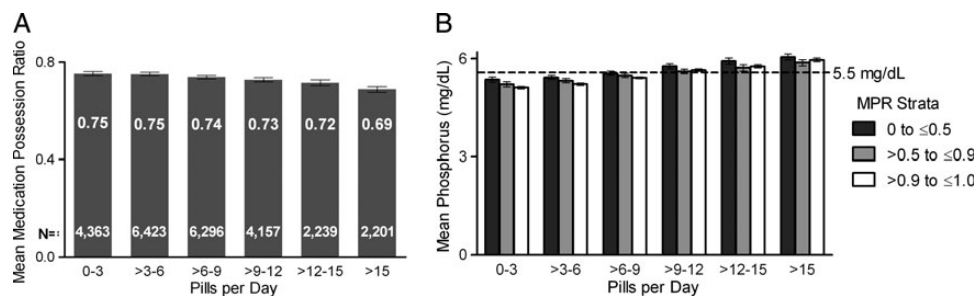 A
Mean Medication Possession Ratio
0.8
0.4
0.0
0.75 0.75 0.74 0.73 0.72 0.69
N=: 4,363 6,423 6,296 4,157 2,239 2,201
0-3 >3-6 >6-9 >9-12 >12-15 >15
Pills per Day
B
Mean Phosphorus (mg/dL)
6
3
0
5.5 mg/dL
MPR Strata
0 to ≤0.5
>0.5 to ≤0.9
>0.9 to ≤1.0
0-3 >3-6 >6-9 >9-12 >12-15 >15
Pills per Day